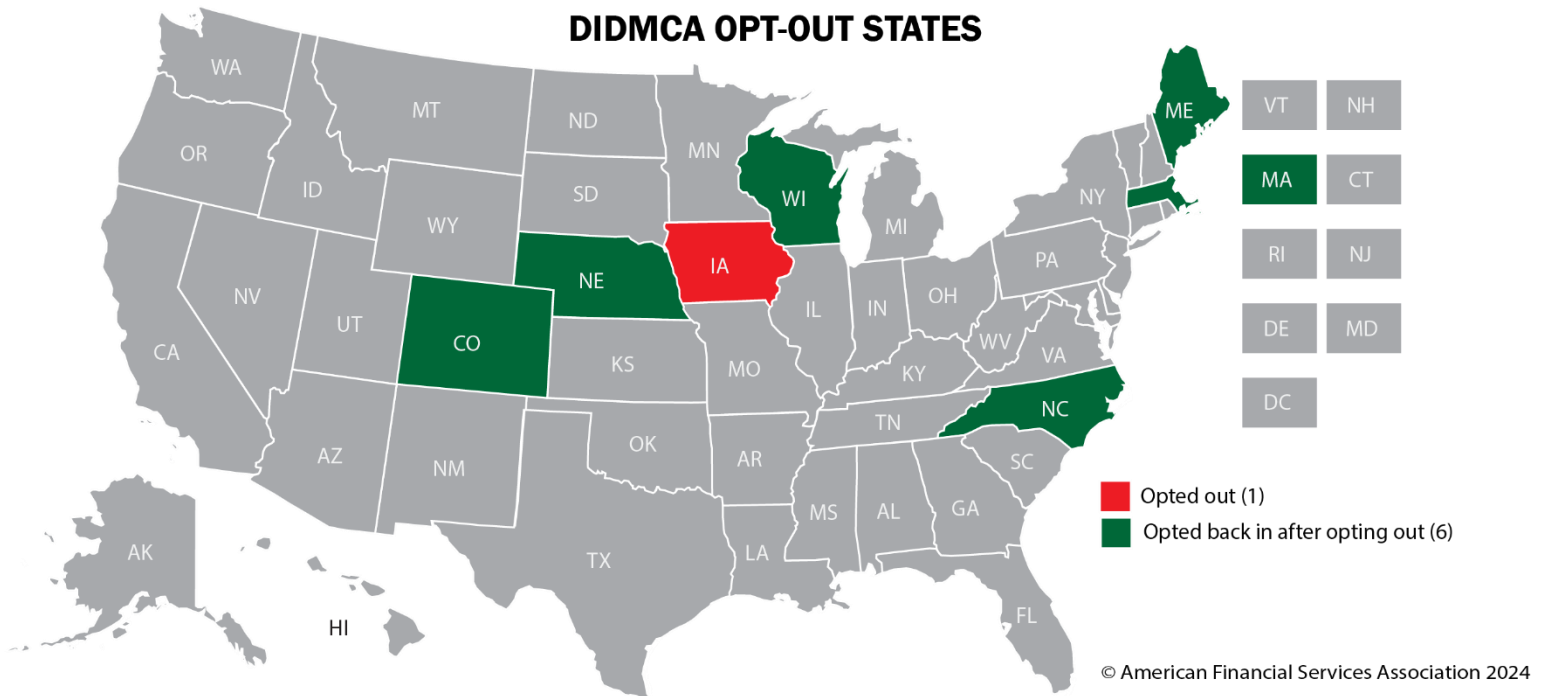 DIDMCA OPT-OUT STATES
WA
MT
ND
MN
OR
ID
SD
WY
WI
MI
NY
ME
VT
NH
MA
CT
RI
NJ
DE
MD
DC
NV
UT
CO
NE
IA
IL
IN
OH
PA
CA
KS
MO
KY
WV
VA
AZ
NM
OK
AR
TN
NC
SC
MS
AL
GA
LA
TX
FL
AK
HI
Opted out (1)
Opted back in after opting out (6)
© American Financial Services Association 2024